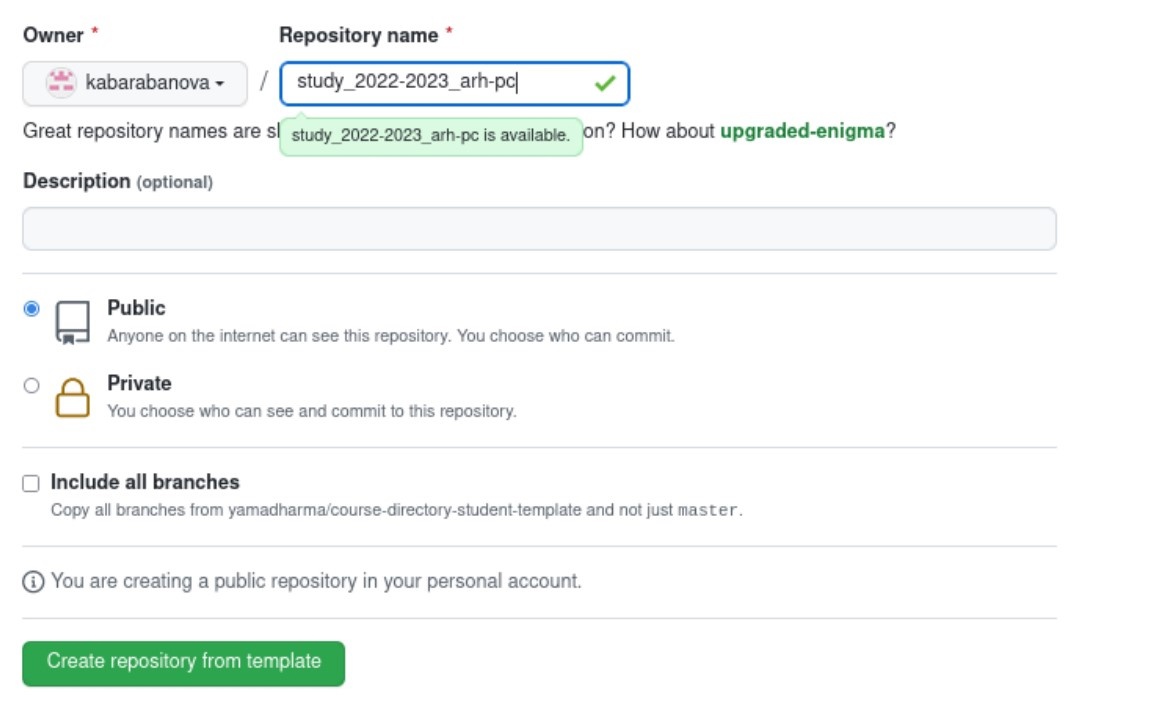 Owner * Repository name *
kabarabanova / study_2022-2023_arh-pc
Great repository names are study_2022-2023_arh-pc is available. on? How about upgraded-enigma?
Description (optional)
Public
Anyone on the internet can see this repository. You choose who can commit.
Private
You choose who can see and commit to this repository.
Include all branches
Copy all branches from yamadharma/course-directory-student-template and not just master.
You are creating a public repository in your personal account.
Create repository from template